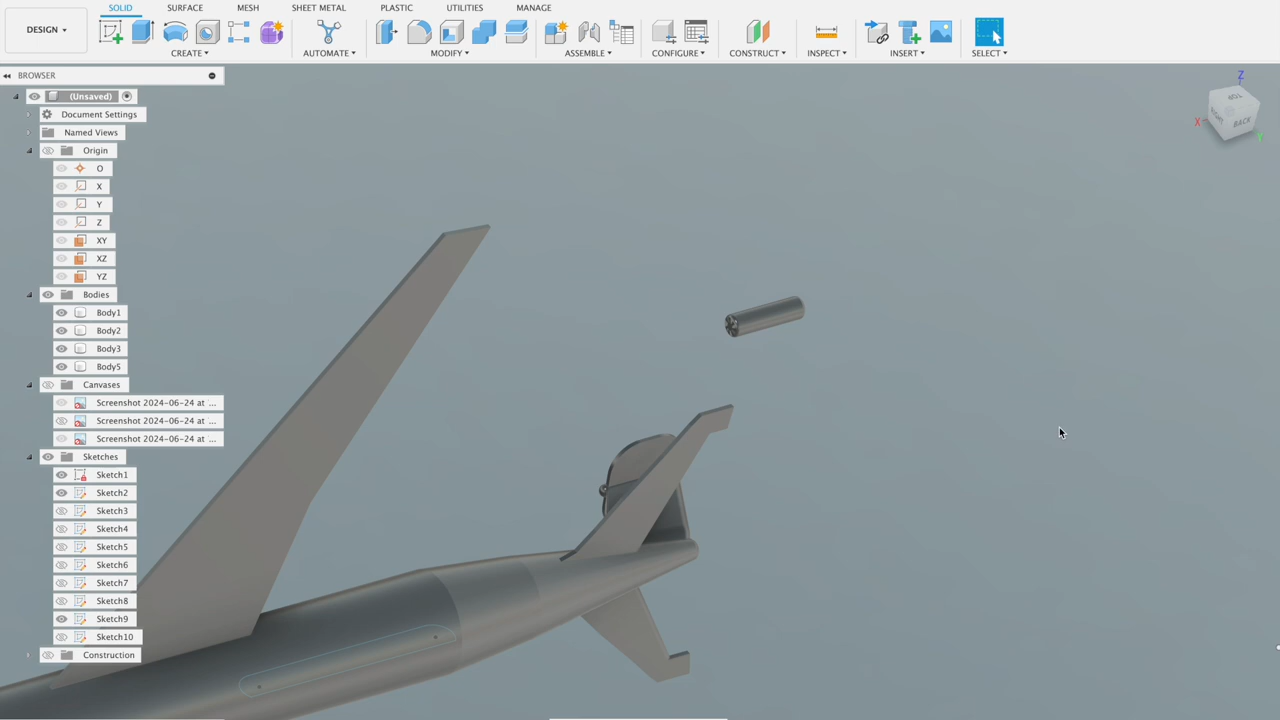 SOLID SURFACE MESH SHEET METAL PLASTIC UTILITIES MANAGE
DESIGN
CREATE AUTOMATE MODIFY ASSEMBLE CONFIGURE CONSTRUCT INSPECT INSERT SELECT
BROWSER
(Unsaved)
Document Settings
Named Views
Origin
O
X
Y
Z
XY
XZ
YZ
Bodies
Body1
Body2
Body3
Body5
Canvases
Screenshot 2024-06-24 at ...
Screenshot 2024-06-24 at ...
Screenshot 2024-06-24 at ...
Sketches
Sketch1
Sketch2
Sketch3
Sketch4
Sketch5
Sketch6
Sketch7
Sketch8
Sketch9
Sketch10
Construction
Z
TOP
RIGHT
BACK
X
Y